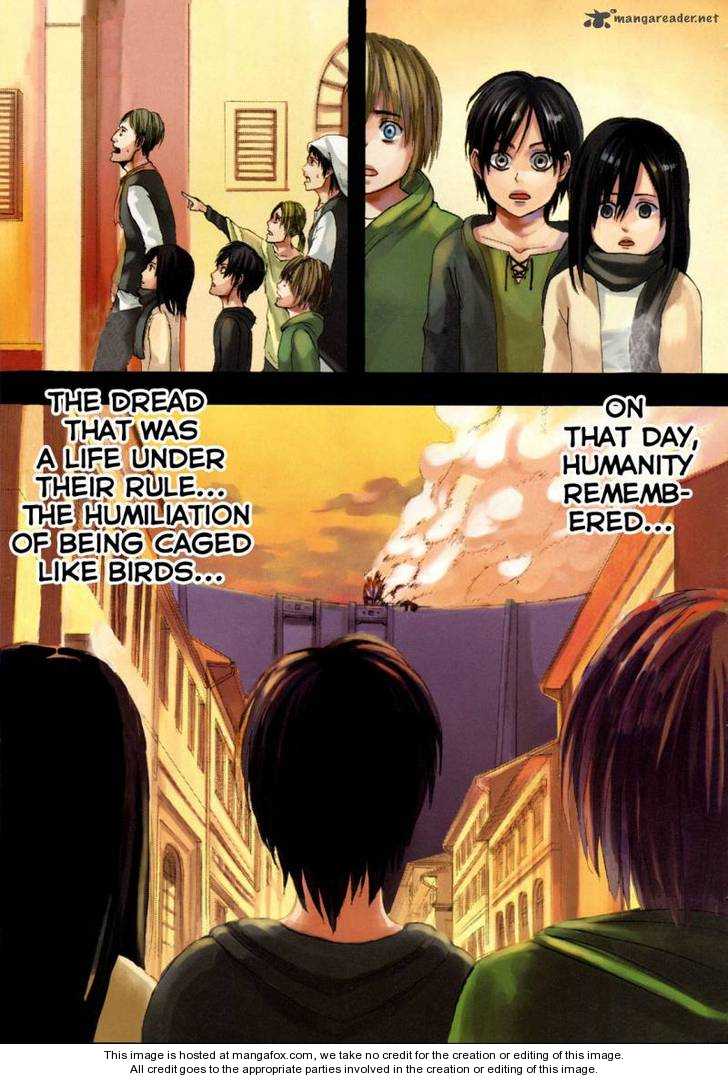 mangareader.net
ON
THAT DAY,
HUMANITY
REMEMB-
ERED...
THE DREAD
THAT WAS
A LIFE UNDER
THEIR RULE...
THE HUMILIATION
OF BEING CAGED
LIKE BIRDS...
This image is hosted at mangafox.com, we take no credit for the creation or editing of this image.
All credit goes to the appropriate parties involved in the creation or editing of this image.